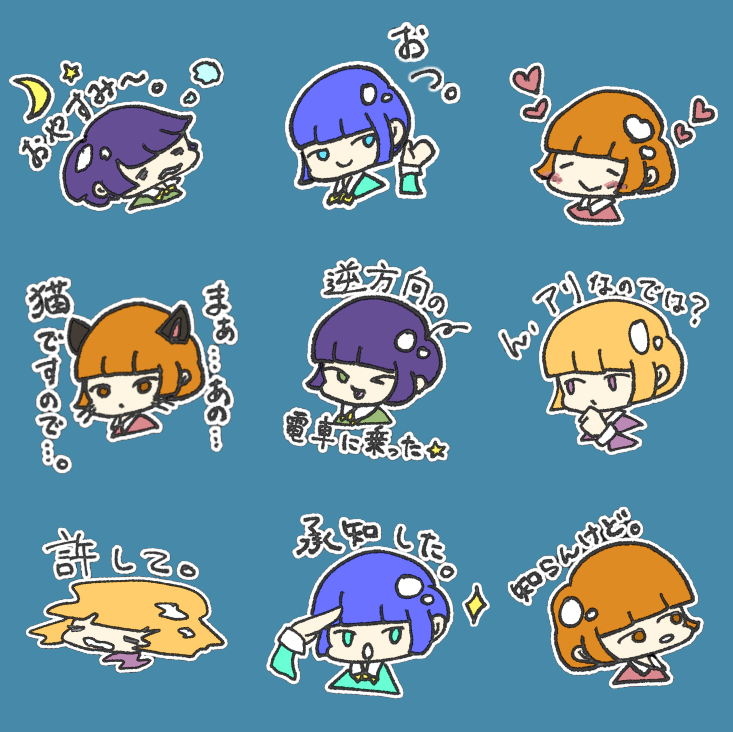 おやすみ〜。
おっ。
まぁ…あの…
猫ですので…。
逆方向の
電車に乗った
ん、アリなのでは?
許して。
承知した。
知らんけど。